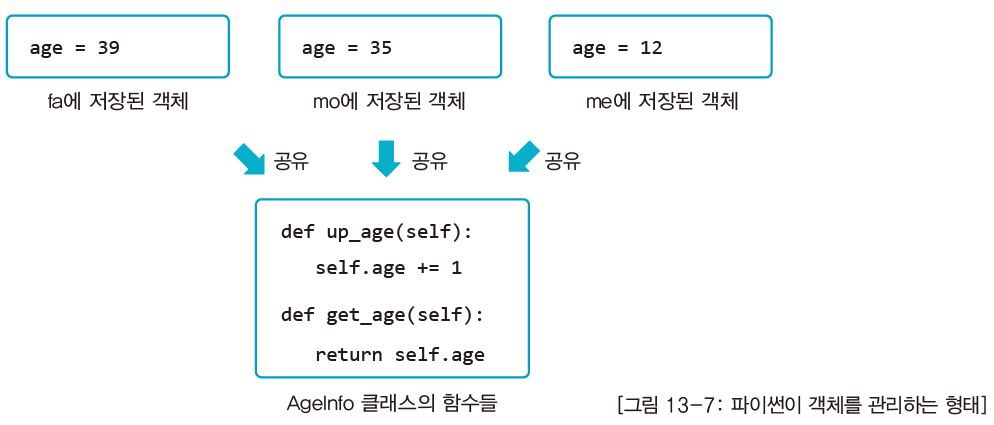 age = 39 age = 35 age = 12
fa에 저장된 객체 mo에 저장된 객체 me에 저장된 객체
공유 공유 공유
def up_age(self):
self.age += 1
def get_age(self):
return self.age
AgeInfo 클래스의 함수들
[그림 13-7: 파이썬이 객체를 관리하는 형태]